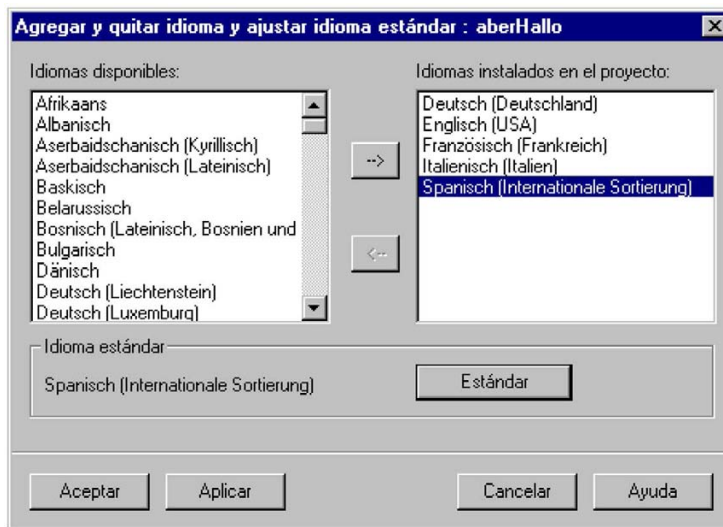 Agregar y quitar idioma y ajustar idioma estándar : aberHallo
Idiomas disponibles:
Afrikaans
Albanisch
Aserbaidschanisch (Kyrillisch)
Aserbaidschanisch (Lateinisch)
Baskisch
Belarussisch
Bosnisch (Lateinisch, Bosnien und
Bulgarisch
Dänisch
Deutsch (Liechtenstein)
Deutsch (Luxemburg)
-->
<--
Idiomas instalados en el proyecto:
Deutsch (Deutschland)
Englisch (USA)
Französisch (Frankreich)
Italienisch (Italien)
Spanisch (Internationale Sortierung)
Idioma estándar
Spanisch (Internationale Sortierung)
Estándar
Aceptar
Aplicar
Cancelar
Ayuda